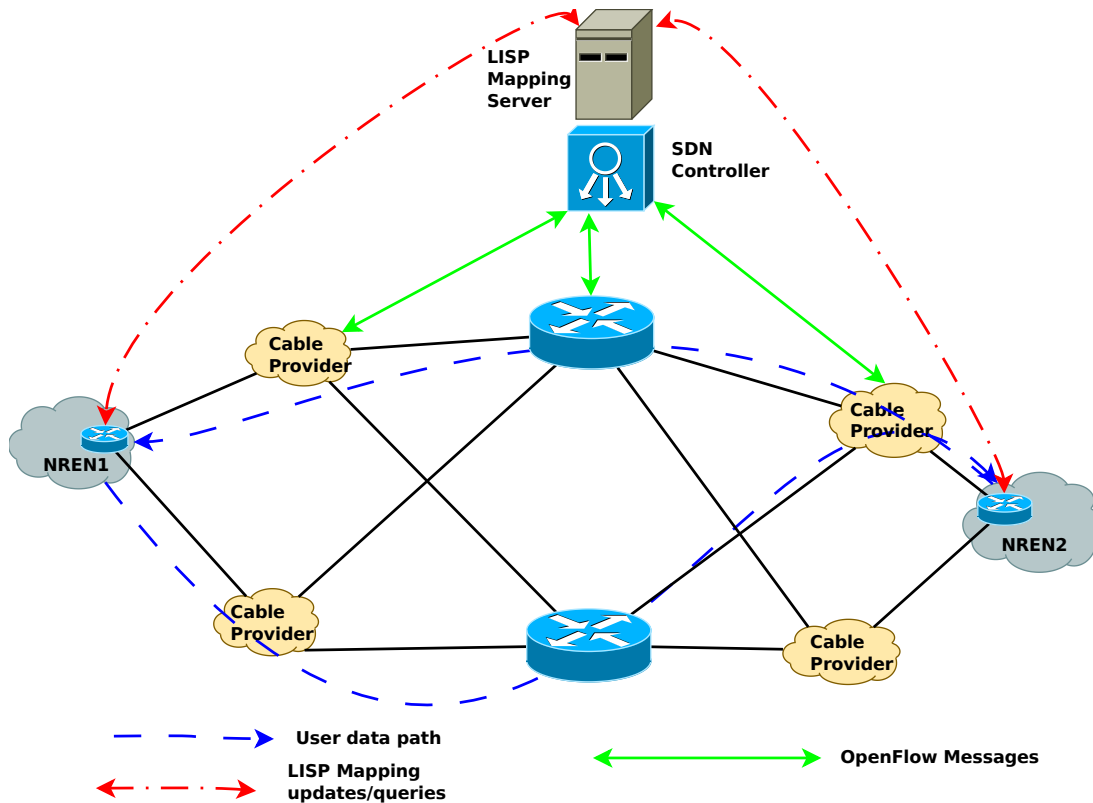 LISP
Mapping
Server
SDN
Controller
Cable
Provider
Cable
Provider
NREN1
NREN2
Cable
Provider
Cable
Provider
User data path
OpenFlow Messages
LISP Mapping
updates/queries